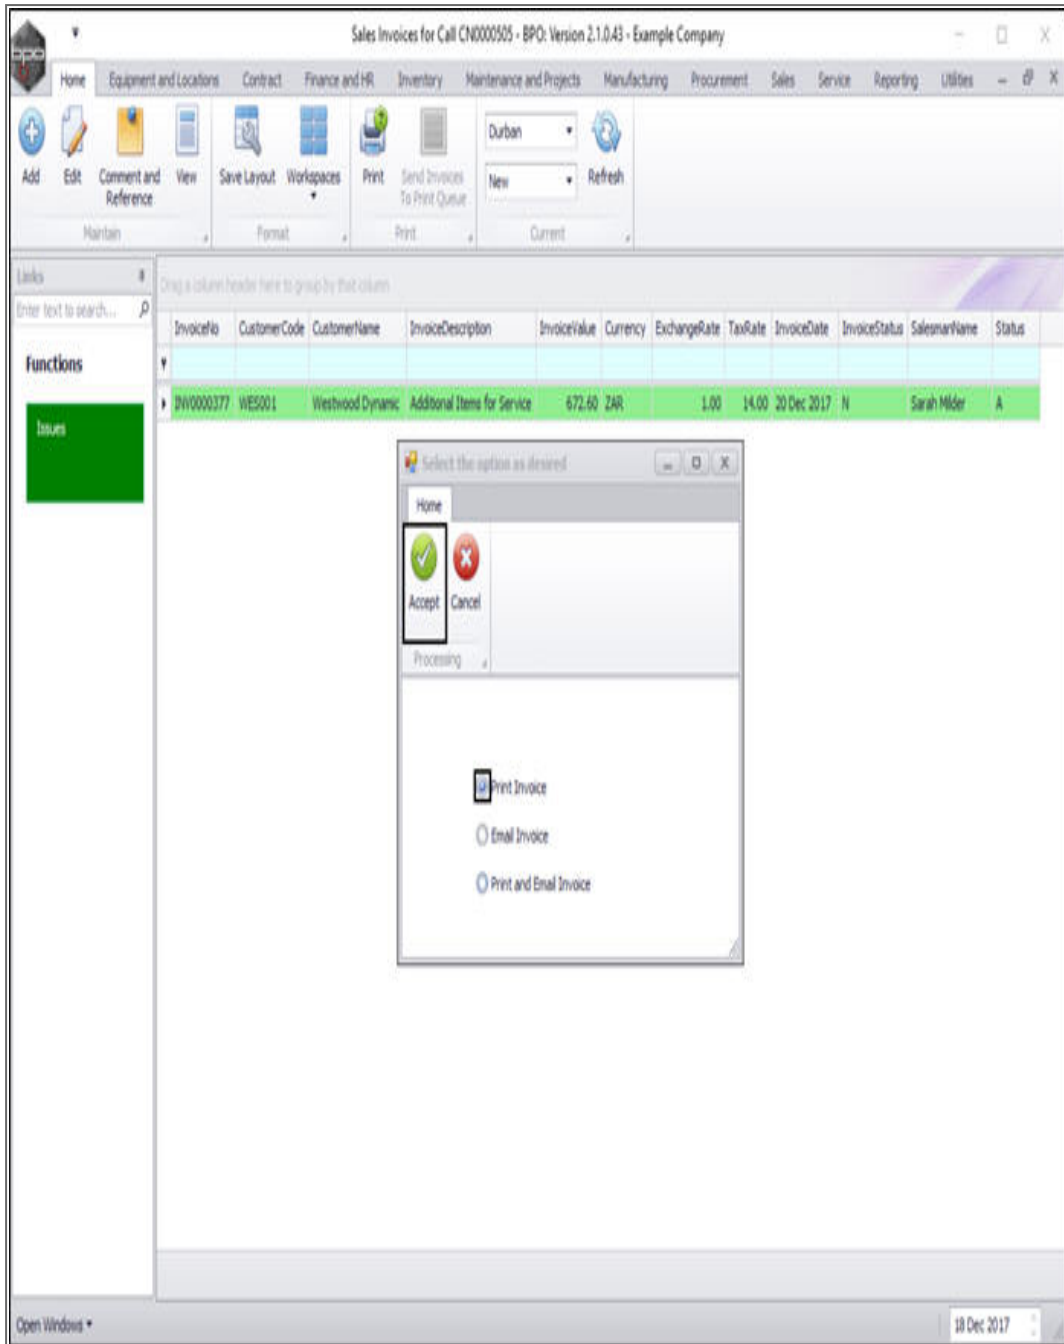 Sales Invoices for Call CN0000505 - BPO: Version 2.1.0.43 - Example Company
bpo
Home Equipment and Locations Contract Finance and HR Inventory Maintenance and Projects Manufacturing Procurement Sales Service Reporting Utilities
Add Edit Comment and Reference View Save Layout Workspaces Print Send Invoices To Print Queue Durban New Refresh
Maintain Format Print Current
Links
Enter text to search...
Drag a column header here to group by that column
InvoiceNo CustomerCode CustomerName InvoiceDescription InvoiceValue Currency ExchangeRate TaxRate InvoiceDate InvoiceStatus SalesmanName Status
Functions
INV0000377 WES001 Westwood Dynamic Additional Items for Service 672.60 ZAR 1.00 14.00 20 Dec 2017 N Sarah Milder A
Issues
Select the option as desired
Home
Accept Cancel
Processing
Print Invoice
Email Invoice
Print and Email Invoice
Open Windows
18 Dec 2017